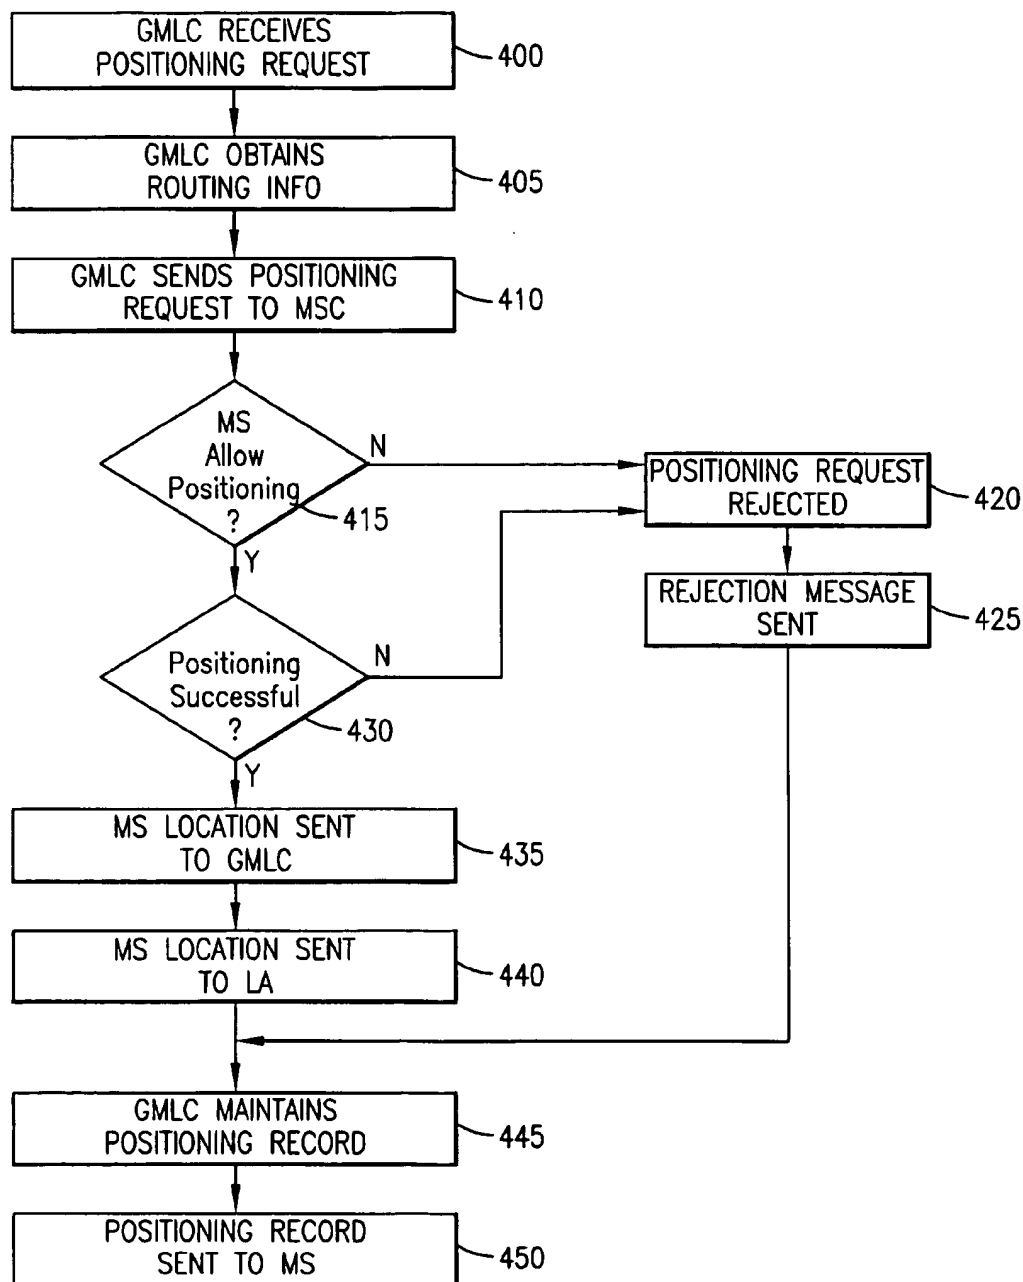 GMLC RECEIVES
POSITIONING REQUEST
400
GMLC OBTAINS
ROUTING INFO
405
GMLC SENDS POSITIONING
REQUEST TO MSC
410
MS
Allow
Positioning
?
415
N
Y
POSITIONING REQUEST
REJECTED
420
REJECTION MESSAGE
SENT
425
Positioning
Successful
?
430
N
Y
MS LOCATION SENT
TO GMLC
435
MS LOCATION SENT
TO LA
440
GMLC MAINTAINS
POSITIONING RECORD
445
POSITIONING RECORD
SENT TO MS
450